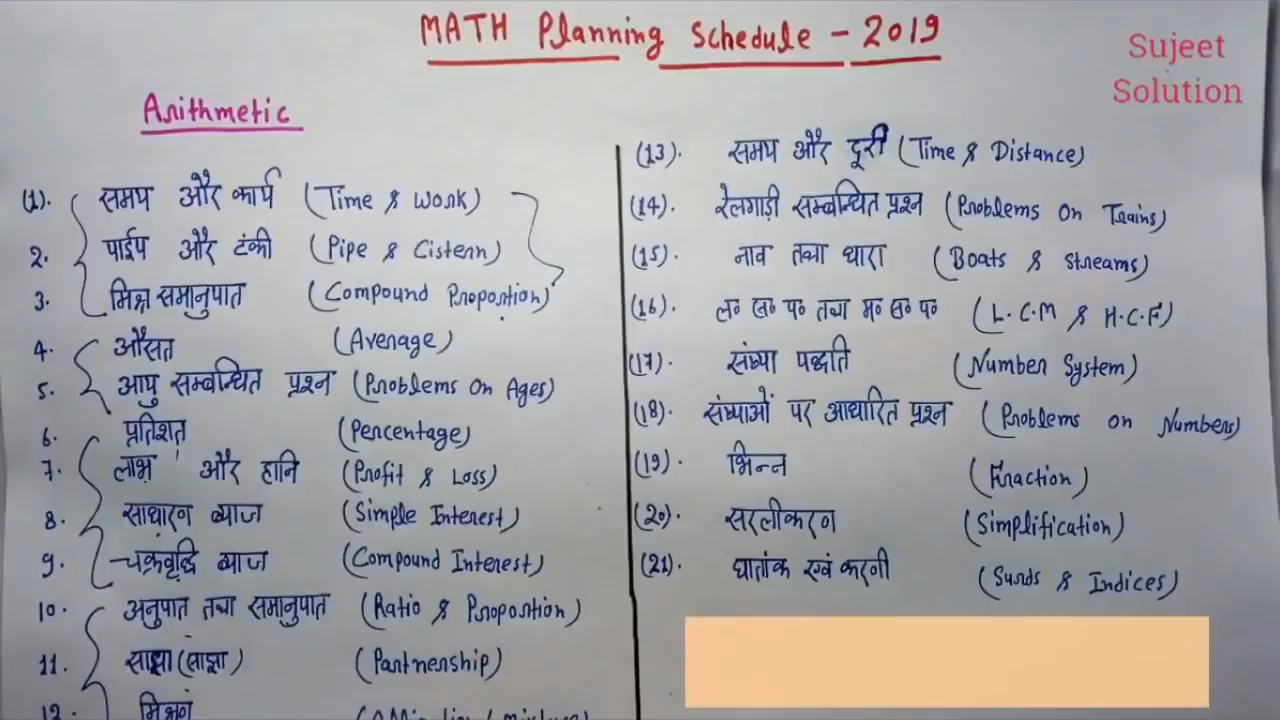 MATH Planning Schedule - 2019
Sujeet
Solution
Arithmetic
(1). समय और कार्य (Time & Work)
2. पाईप और टंकी (Pipe & Cistern)
3. मिश्र समानुपात (Compound Proportion)
4. औसत (Average)
5. आयु सम्बन्धित प्रश्न (Problems On Ages)
6. प्रतिशत (Percentage)
7. लाभ और हानि (Profit & Loss)
8. साधारण ब्याज (Simple Interest)
9. चक्रवृद्धि ब्याज (Compound Interest)
10. अनुपात तथा समानुपात (Ratio & Proportion)
11. साझा (साझा) (Partnership)
12. मिश्रण
(13). समय और दूरी (Time & Distance)
(14). रेलगाड़ी सम्बन्धित प्रश्न (Problems On Trains)
(15). नाव तथा धारा (Boats & Streams)
(16). ल० स० प० तथा म० स० प० (L.C.M & H.C.F)
(17). संख्या पद्धति (Number System)
(18). संख्याओं पर आधारित प्रश्न (Problems on Numbers)
(19). भिन्न (Fraction)
(20). सरलीकरण (Simplification)
(21). घातांक एवं करणी (Surds & Indices)